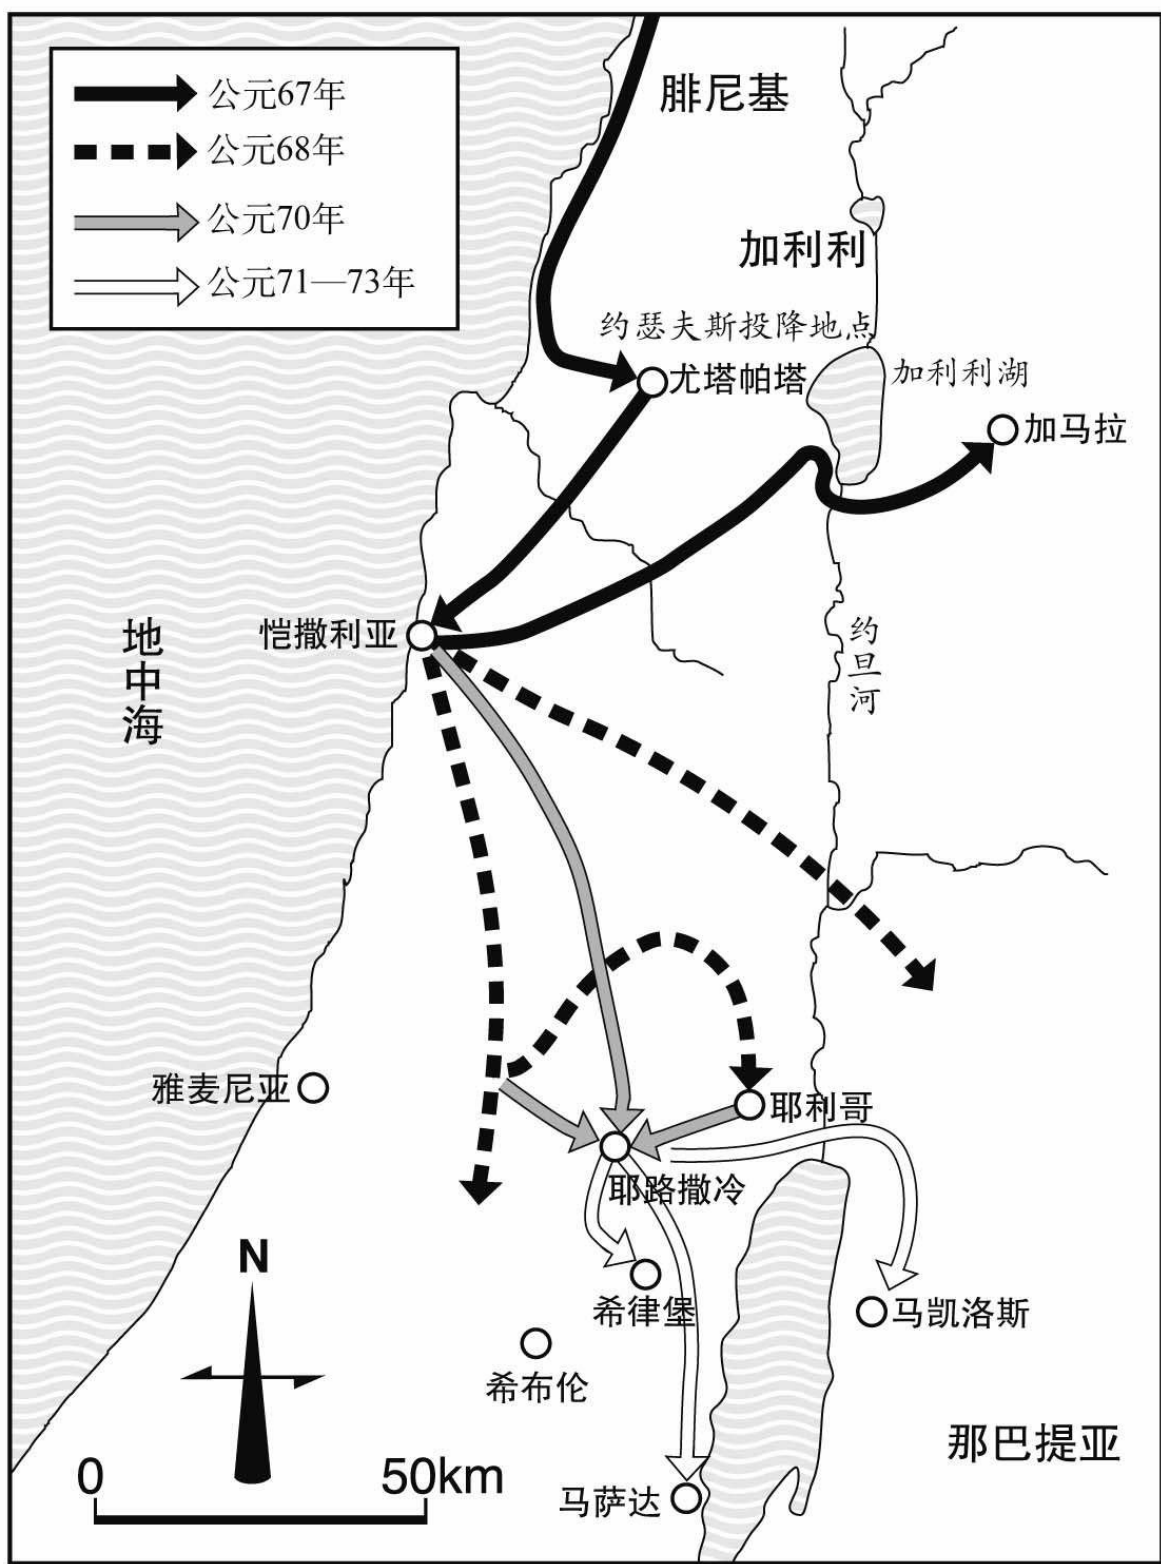 公元67年
公元68年
公元70年
公元71—73年
腓尼基
加利利
约瑟夫斯投降地点
尤塔帕塔
加利利湖
加马拉
恺撒利亚
地中海
约旦河
雅麦尼亚
耶利哥
耶路撒冷
N
希律堡
马凯洛斯
希布伦
那巴提亚
0
50km
马萨达